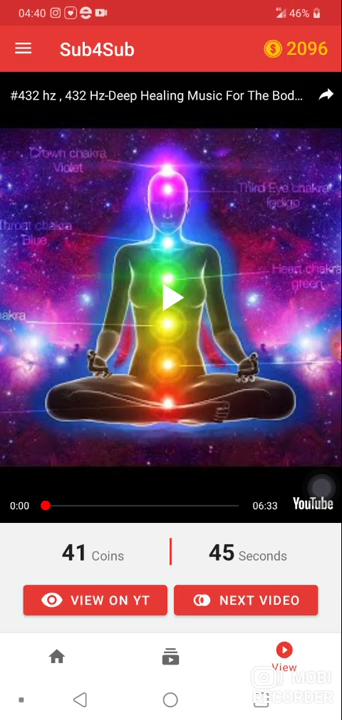 04:40 46%
Sub4Sub 2096
#432 hz , 432 Hz-Deep Healing Music For The Bod...
Crown chakra
Violet
Third Eye chakra
Indigo
Throat chakra
Blue
Heart chakra
green
akra
0:00 06:33 YouTube
41 Coins 45 Seconds
VIEW ON YT NEXT VIDEO
View
MOBI
RECORDER